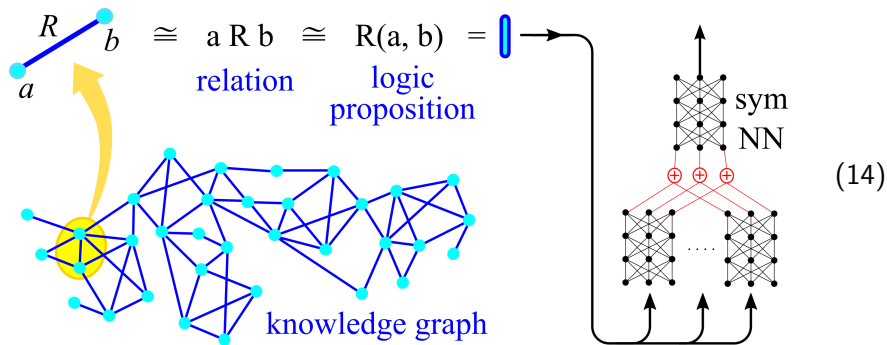 R
a
b
≅ a R b ≅ R(a, b) =
relation
logic
proposition
sym
NN
(14)
⊕ ⊕ ⊕
....
knowledge graph